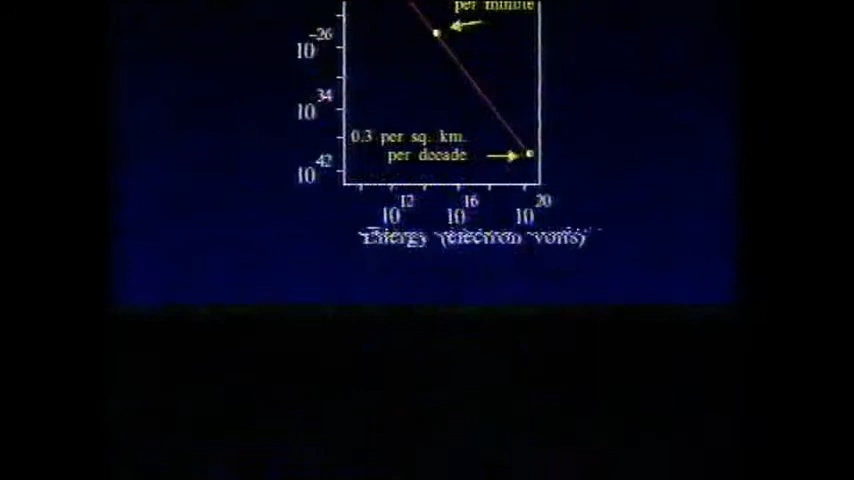 per minute
10^-26
10^34
0.3 per sq. km.
per decade
10^42
10^12 10^16 10^20
Energy (electron volts)